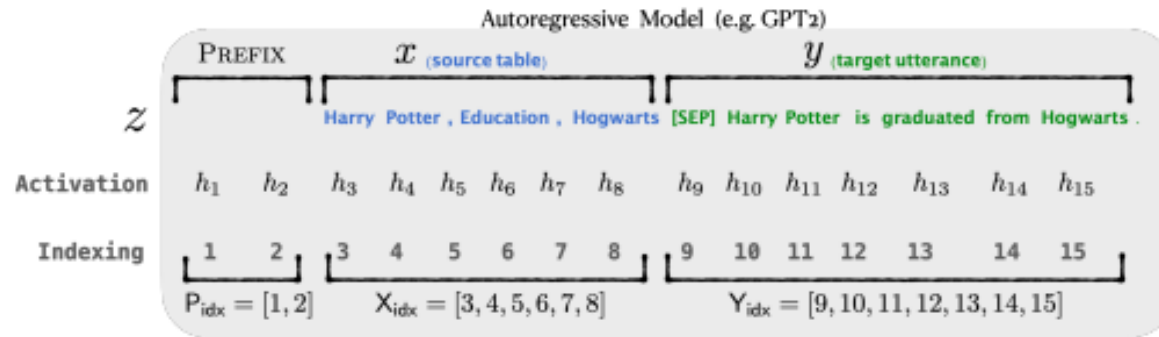 Autoregressive Model (e.g. GPT2)
PREFIX x (source table) y (target utterance)
z Harry Potter , Education , Hogwarts [SEP] Harry Potter is graduated from Hogwarts .
Activation h₁ h₂ h₃ h₄ h₅ h₆ h₇ h₈ h₉ h₁₀ h₁₁ h₁₂ h₁₃ h₁₄ h₁₅
Indexing 1 2 3 4 5 6 7 8 9 10 11 12 13 14 15
P_idx = [1, 2] X_idx = [3, 4, 5, 6, 7, 8] Y_idx = [9, 10, 11, 12, 13, 14, 15]